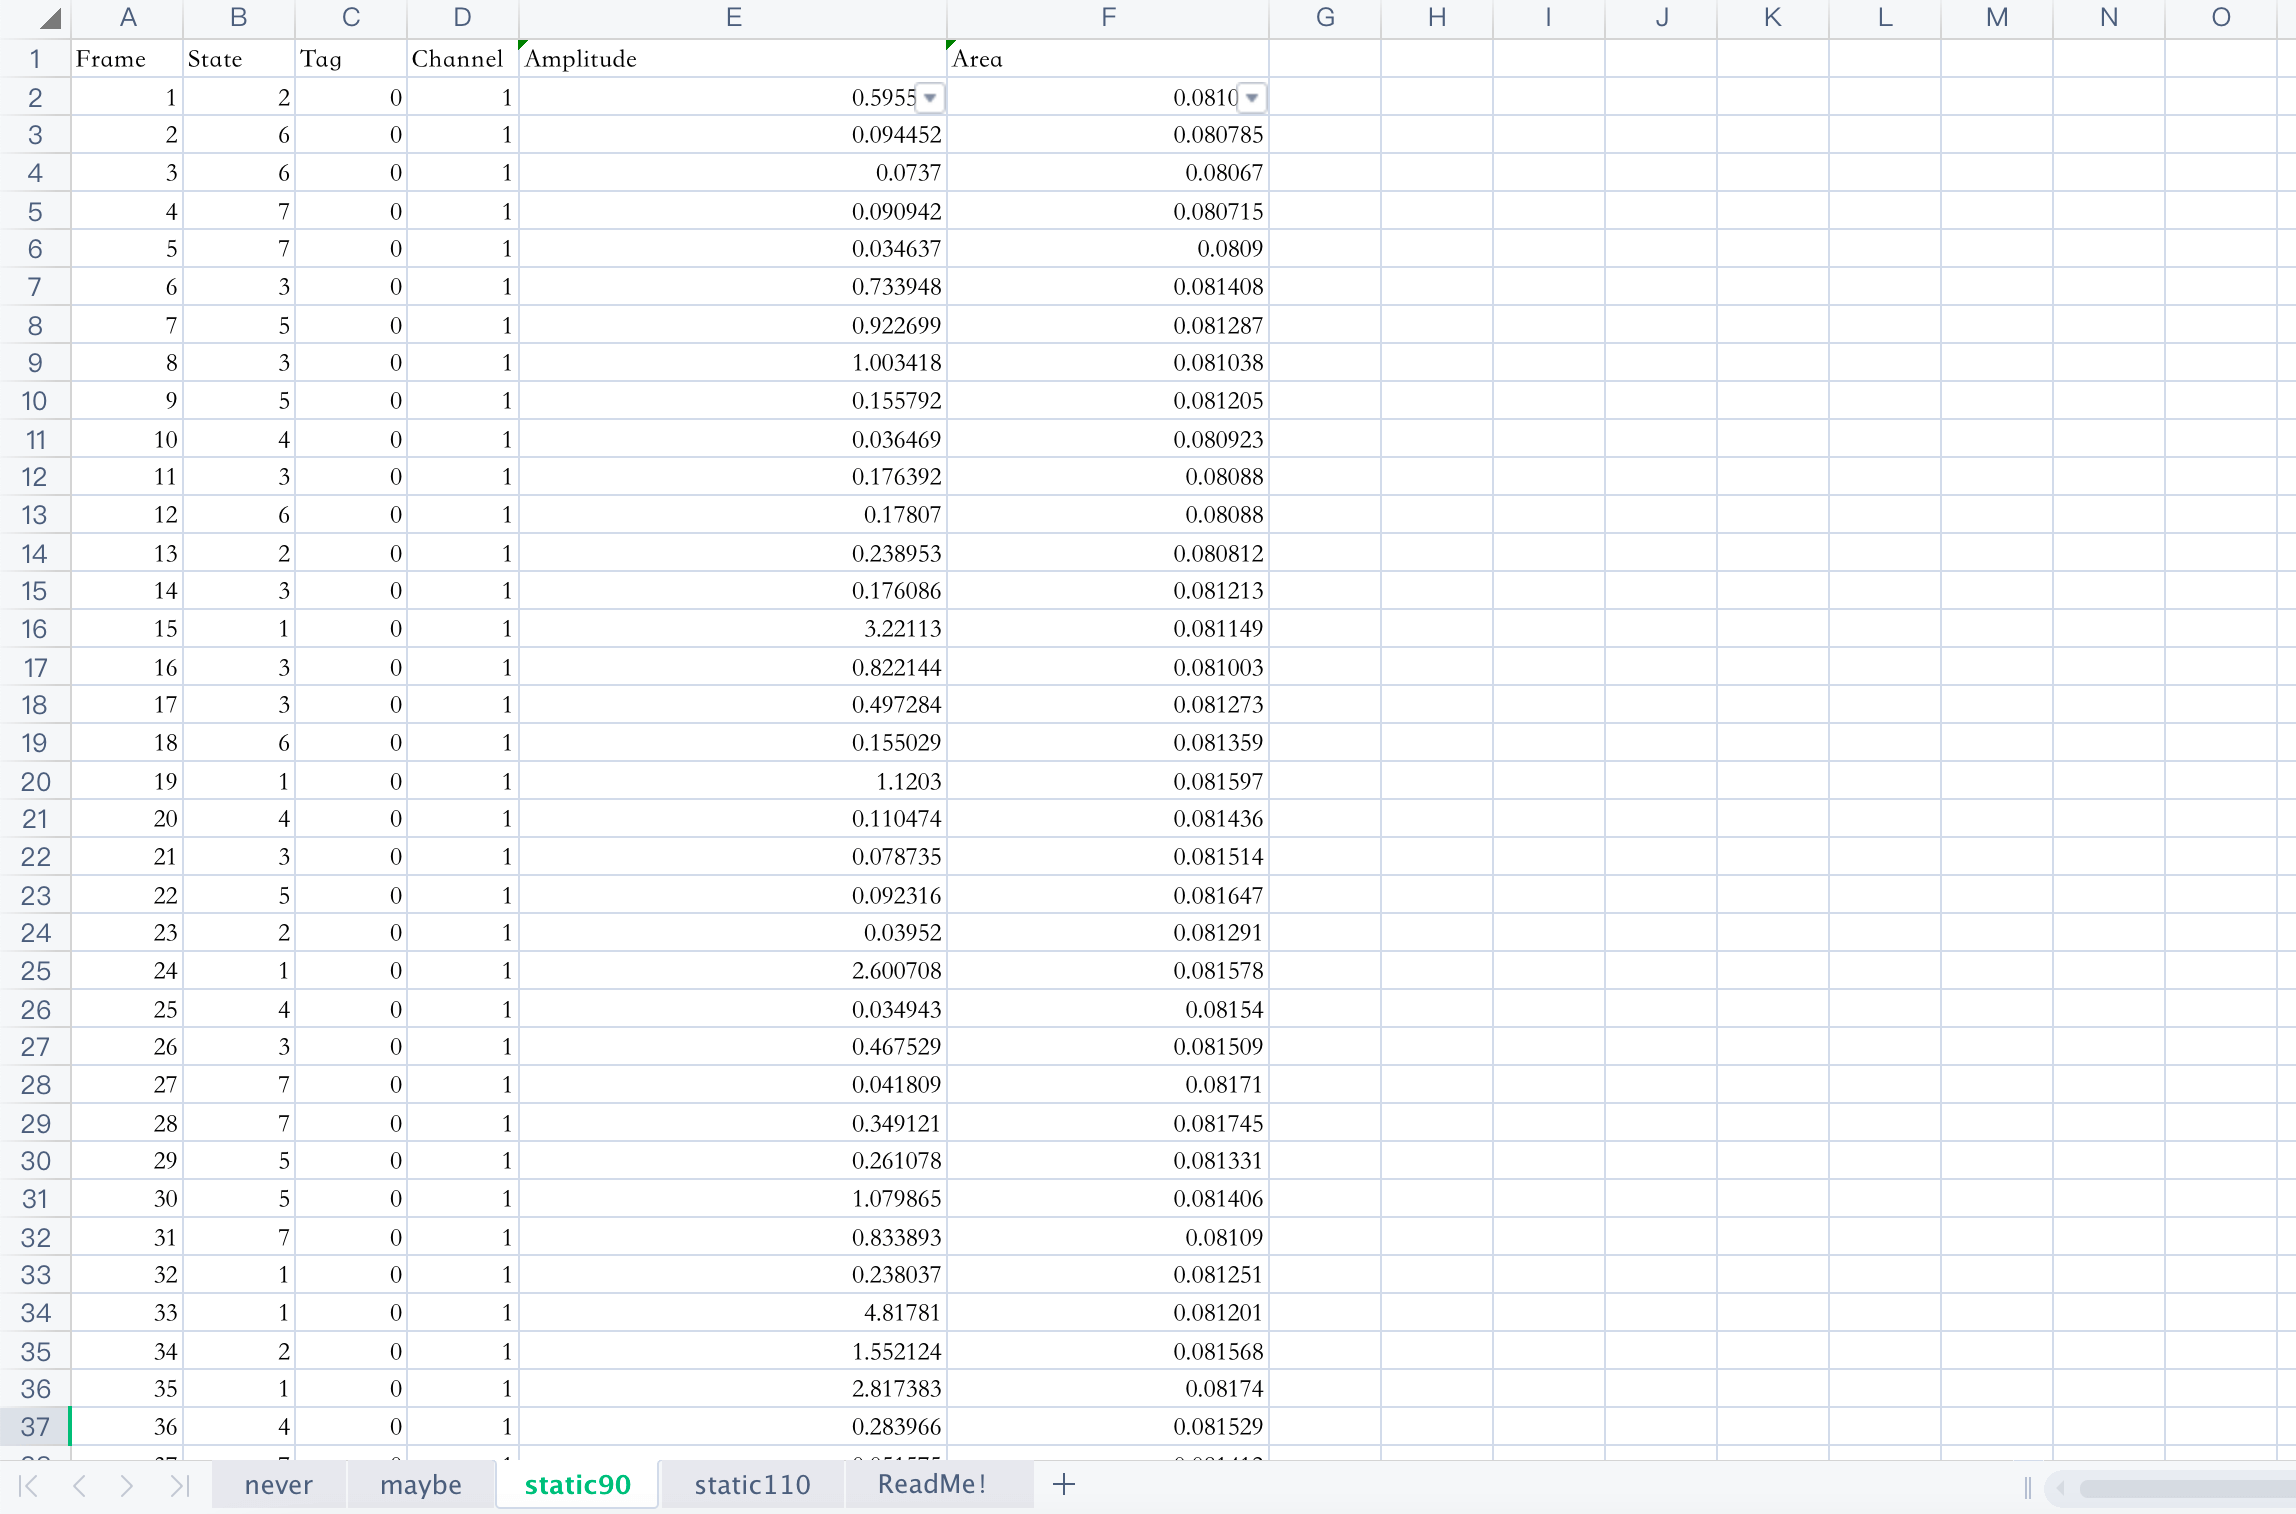 A B C D E F G H I J K L M N O
1 Frame State Tag Channel Amplitude Area
2 1 2 0 1 0.5955 0.0810
3 2 6 0 1 0.094452 0.080785
4 3 6 0 1 0.0737 0.08067
5 4 7 0 1 0.090942 0.080715
6 5 7 0 1 0.034637 0.0809
7 6 3 0 1 0.733948 0.081408
8 7 5 0 1 0.922699 0.081287
9 8 3 0 1 1.003418 0.081038
10 9 5 0 1 0.155792 0.081205
11 10 4 0 1 0.036469 0.080923
12 11 3 0 1 0.176392 0.08088
13 12 6 0 1 0.17807 0.08088
14 13 2 0 1 0.238953 0.080812
15 14 3 0 1 0.176086 0.081213
16 15 1 0 1 3.22113 0.081149
17 16 3 0 1 0.822144 0.081003
18 17 3 0 1 0.497284 0.081273
19 18 6 0 1 0.155029 0.081359
20 19 1 0 1 1.1203 0.081597
21 20 4 0 1 0.110474 0.081436
22 21 3 0 1 0.078735 0.081514
23 22 5 0 1 0.092316 0.081647
24 23 2 0 1 0.03952 0.081291
25 24 1 0 1 2.600708 0.081578
26 25 4 0 1 0.034943 0.08154
27 26 3 0 1 0.467529 0.081509
28 27 7 0 1 0.041809 0.08171
29 28 7 0 1 0.349121 0.081745
30 29 5 0 1 0.261078 0.081331
31 30 5 0 1 1.079865 0.081406
32 31 7 0 1 0.833893 0.08109
33 32 1 0 1 0.238037 0.081251
34 33 1 0 1 4.81781 0.081201
35 34 2 0 1 1.552124 0.081568
36 35 1 0 1 2.817383 0.08174
37 36 4 0 1 0.283966 0.081529
never maybe static90 static110 ReadMe!